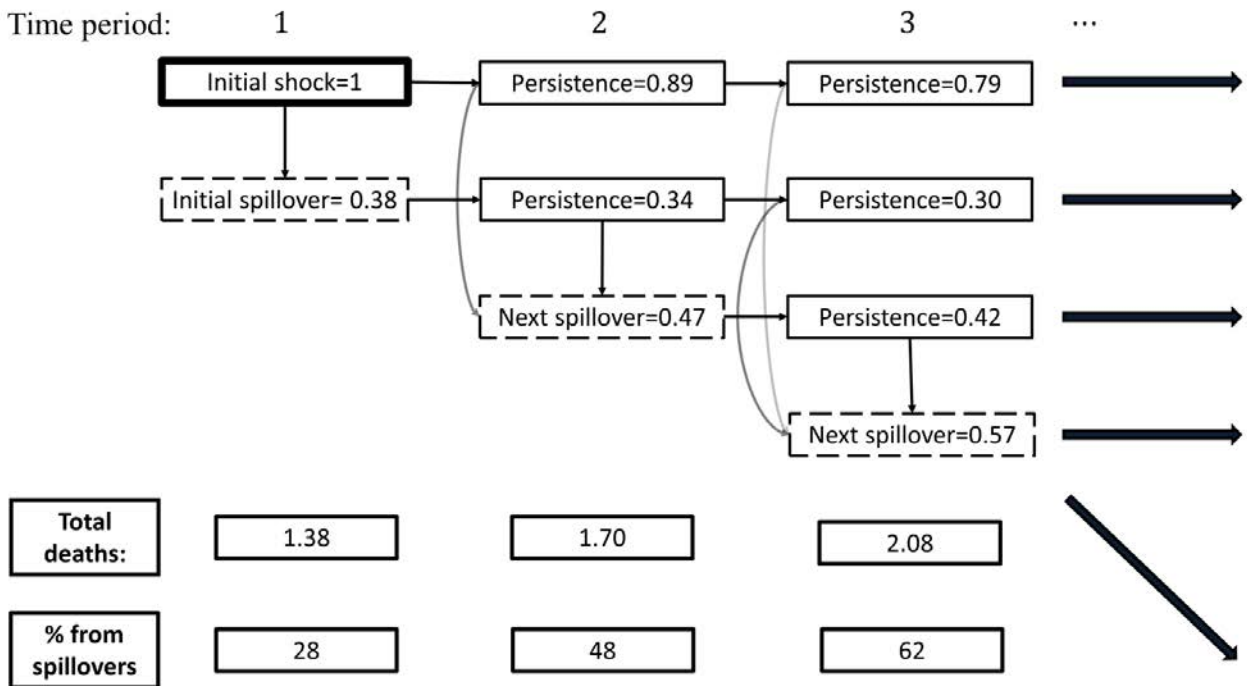 Time period: 1 2 3 ...
Initial shock=1 Persistence=0.89 Persistence=0.79
Initial spillover= 0.38 Persistence=0.34 Persistence=0.30
Next spillover=0.47 Persistence=0.42
Next spillover=0.57
Total
deaths: 1.38 1.70 2.08
% from
spillovers 28 48 62